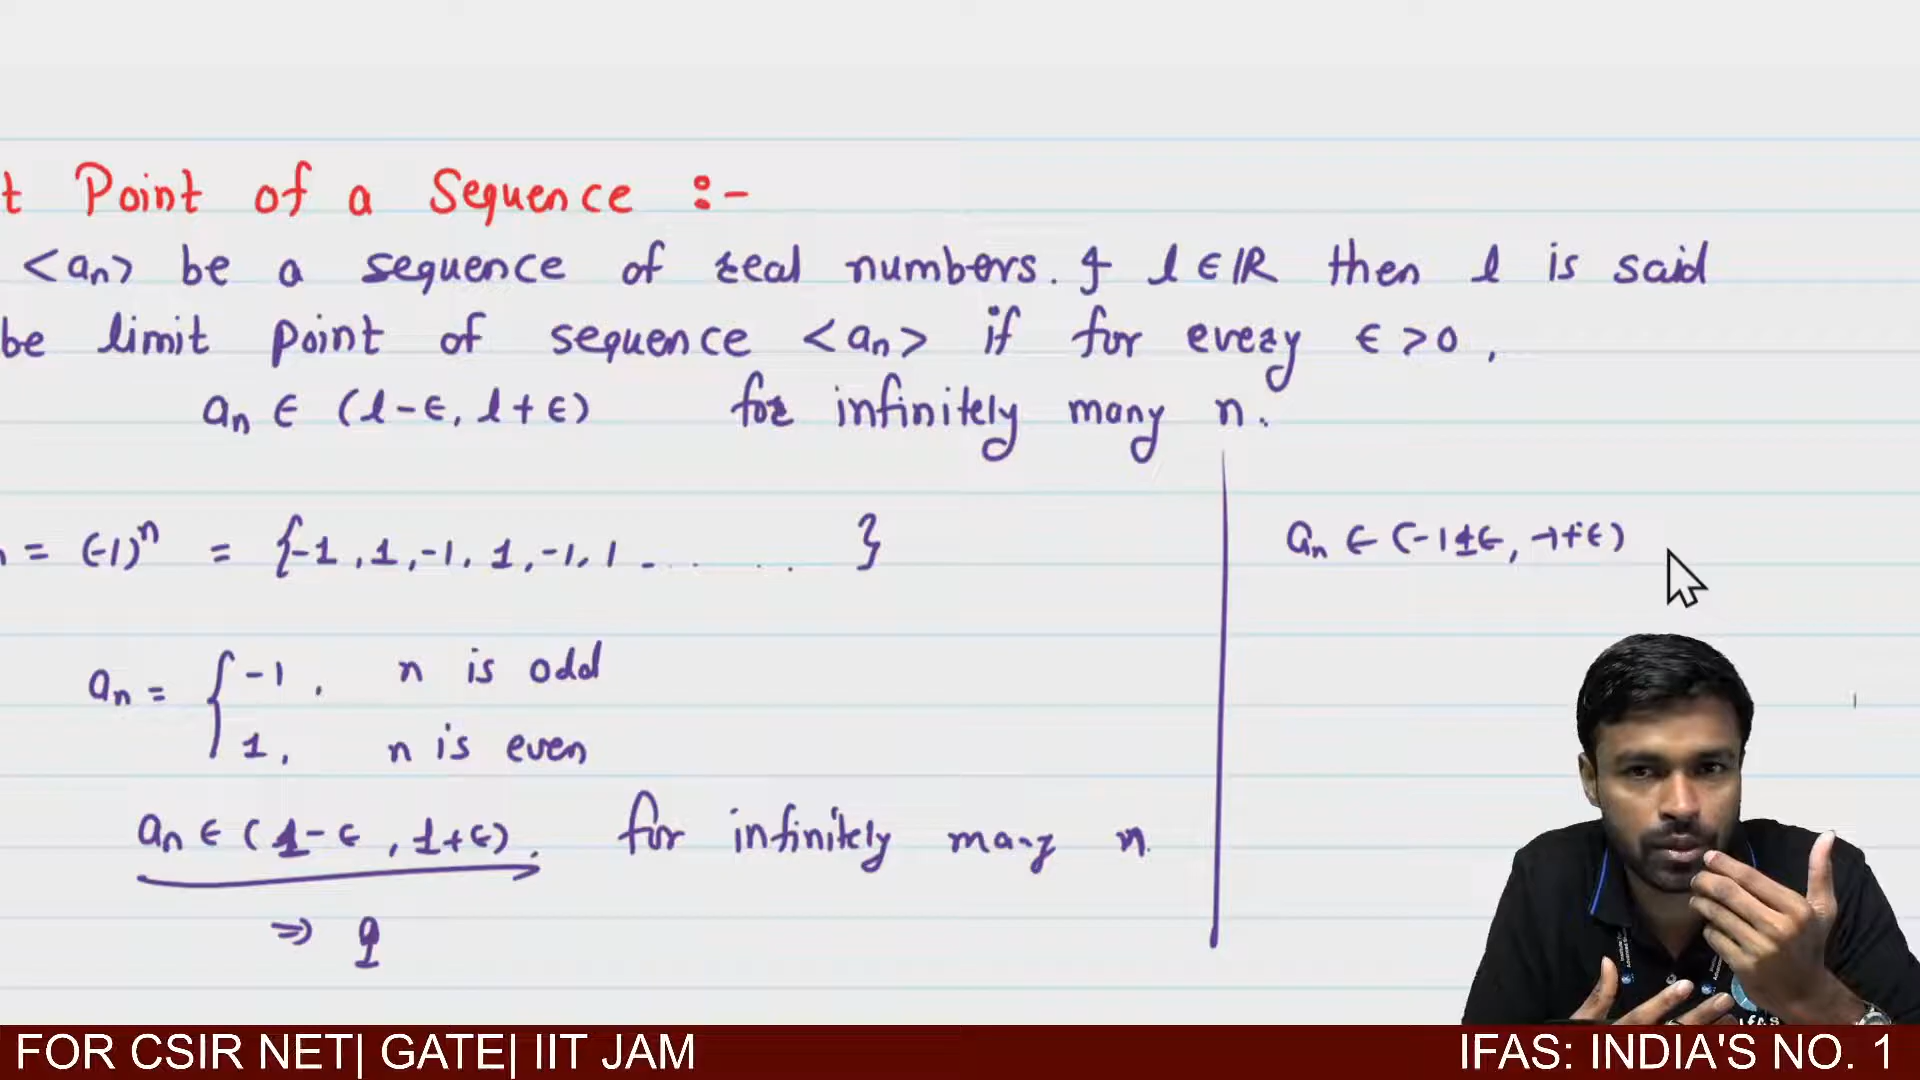 t Point of a Sequence :-
<an> be a sequence of real numbers. If l ∈ IR then l is said
be limit point of sequence <an> if for every ϵ > 0 ,
an ∈ (l-ϵ, l+ϵ) for infinitely many n.
= (-1)^n = {-1, 1, -1, 1, -1, 1 . . . . . . }
an = { -1 , n is odd
1 , n is even
an ∈ (1-ϵ , 1+ϵ) . for infinitely many n.
⇒ 1
an ∈ (-1-ϵ, -1+ϵ)
FOR CSIR NET| GATE| IIT JAM
IFAS: INDIA'S NO. 1